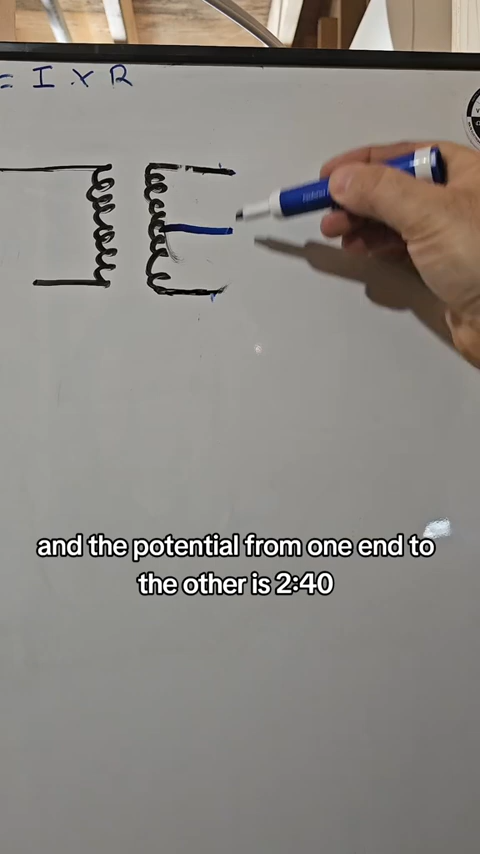 = I X R
and the potential from one end to
the other is 2:40